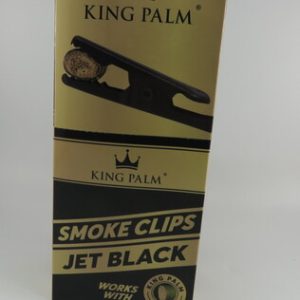 KING PALM®
KING PALM®
SMOKE CLIPS
JET BLACK
WORKS
WITH
KING PALM